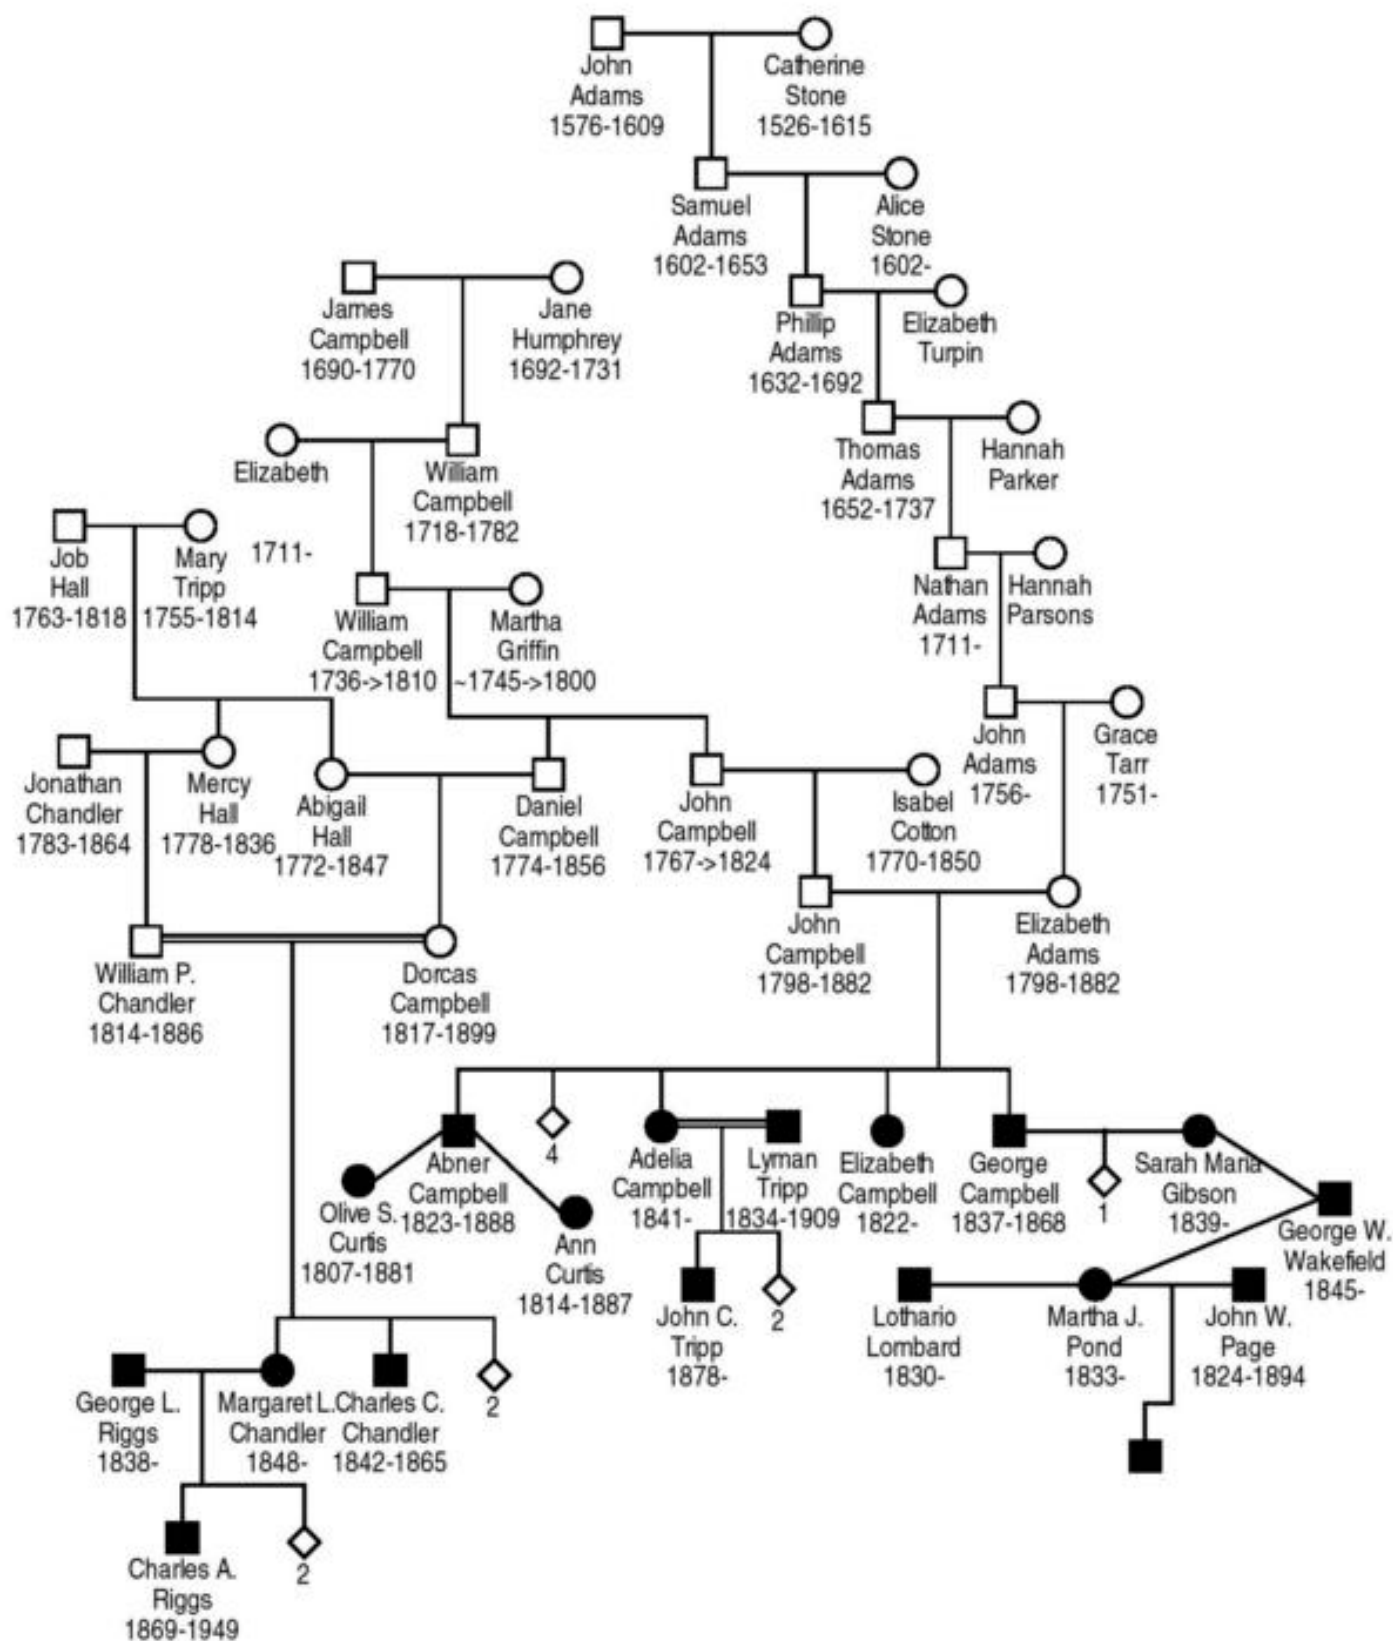 John
Adams
1576-1609
Catherine
Stone
1526-1615
Samuel
Adams
1602-1653
Alice
Stone
1602-
James
Campbell
1690-1770
Jane
Humphrey
1692-1731
Phillip
Adams
1632-1692
Elizabeth
Turpin
Elizabeth
1711-
William
Campbell
1718-1782
Thomas
Adams
1652-1737
Hannah
Parker
Job
Hall
1763-1818
Mary
Tripp
1755-1814
William
Campbell
1736->1810
Martha
Griffin
~1745->1800
Nathan
Adams
1711-
Hannah
Parsons
Jonathan
Chandler
1783-1864
Mercy
Hall
1778-1836
Abigail
Hall
1772-1847
Daniel
Campbell
1774-1856
John
Campbell
1767->1824
Isabel
Cotton
1770-1850
John
Adams
1756-
Grace
Tarr
1751-
William P.
Chandler
1814-1886
Dorcas
Campbell
1817-1899
John
Campbell
1798-1882
Elizabeth
Adams
1798-1882
Olive S.
Curtis
1807-1881
Abner
Campbell
1823-1888
Ann
Curtis
1814-1887
4
Adelia
Campbell
1841-
Lyman
Tripp
1834-1909
Elizabeth
Campbell
1822-
George
Campbell
1837-1868
1
Sarah Maria
Gibson
1839-
George W.
Wakefield
1845-
John C.
Tripp
1878-
2
Lothario
Lombard
1830-
Martha J.
Pond
1833-
John W.
Page
1824-1894
George L.
Riggs
1838-
Margaret L.
Chandler
1848-
Charles C.
Chandler
1842-1865
2
Charles A.
Riggs
1869-1949
2